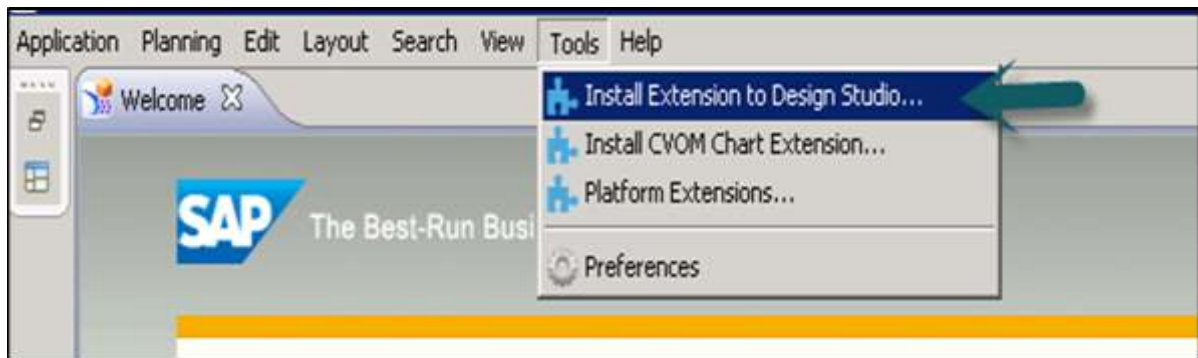 Application Planning Edit Layout Search View Tools Help
Welcome
Install Extension to Design Studio...
Install CVOM Chart Extension...
Platform Extensions...
Preferences
SAP
The Best-Run Busi